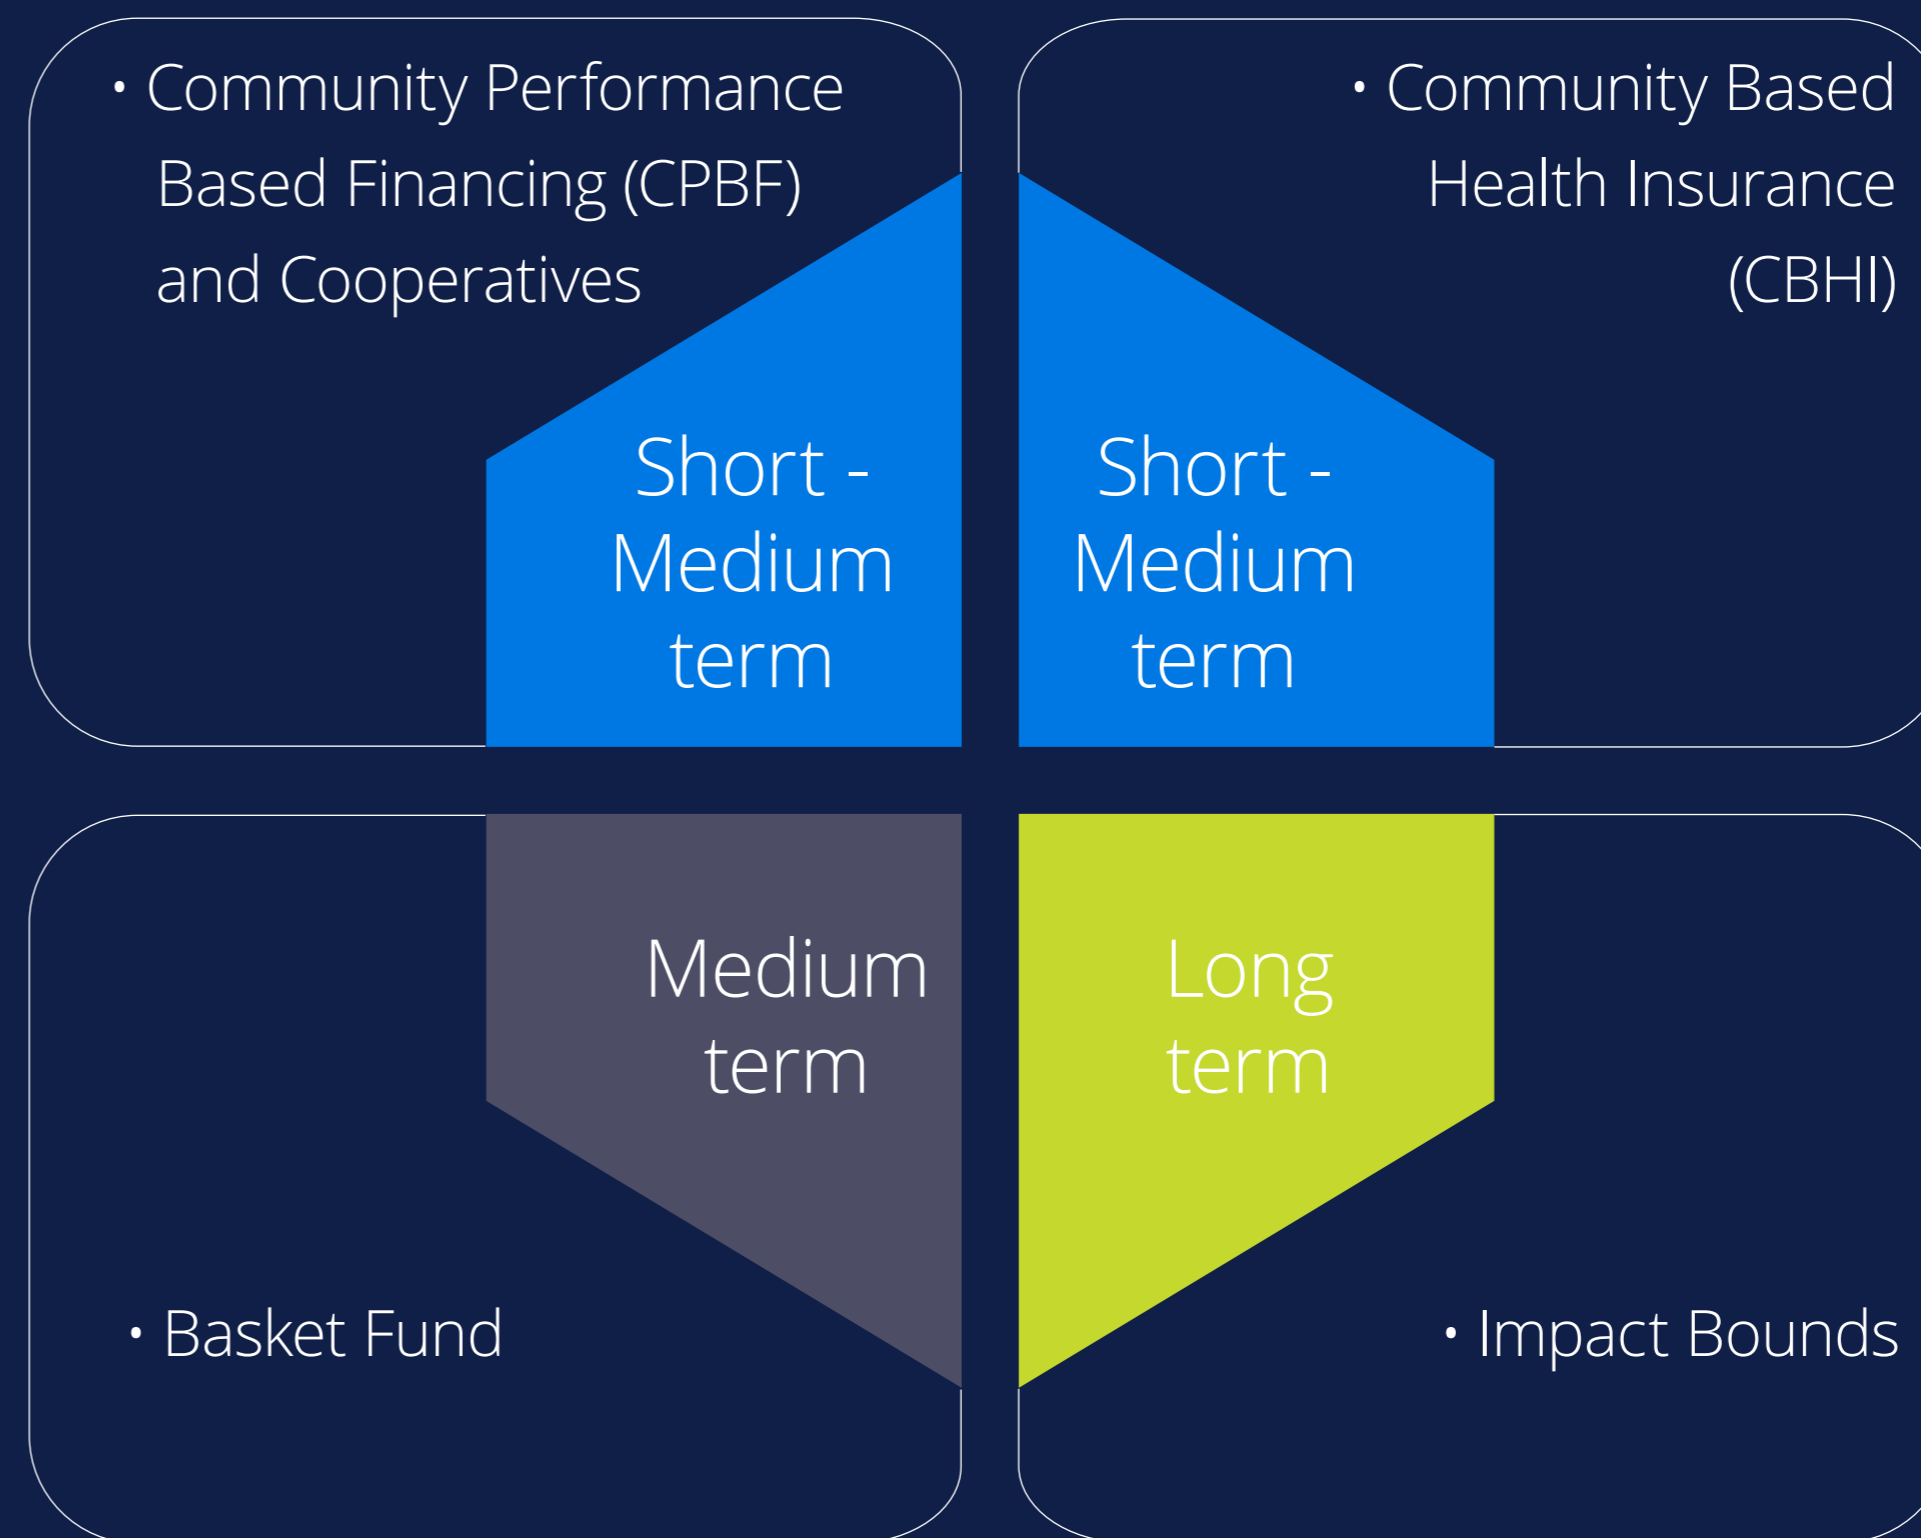 • Community Performance
Based Financing (CPBF)
and Cooperatives
Short -
Medium
term
• Community Based
Health Insurance
(CBHI)
Short -
Medium
term
Medium
term
• Basket Fund
Long
term
• Impact Bounds